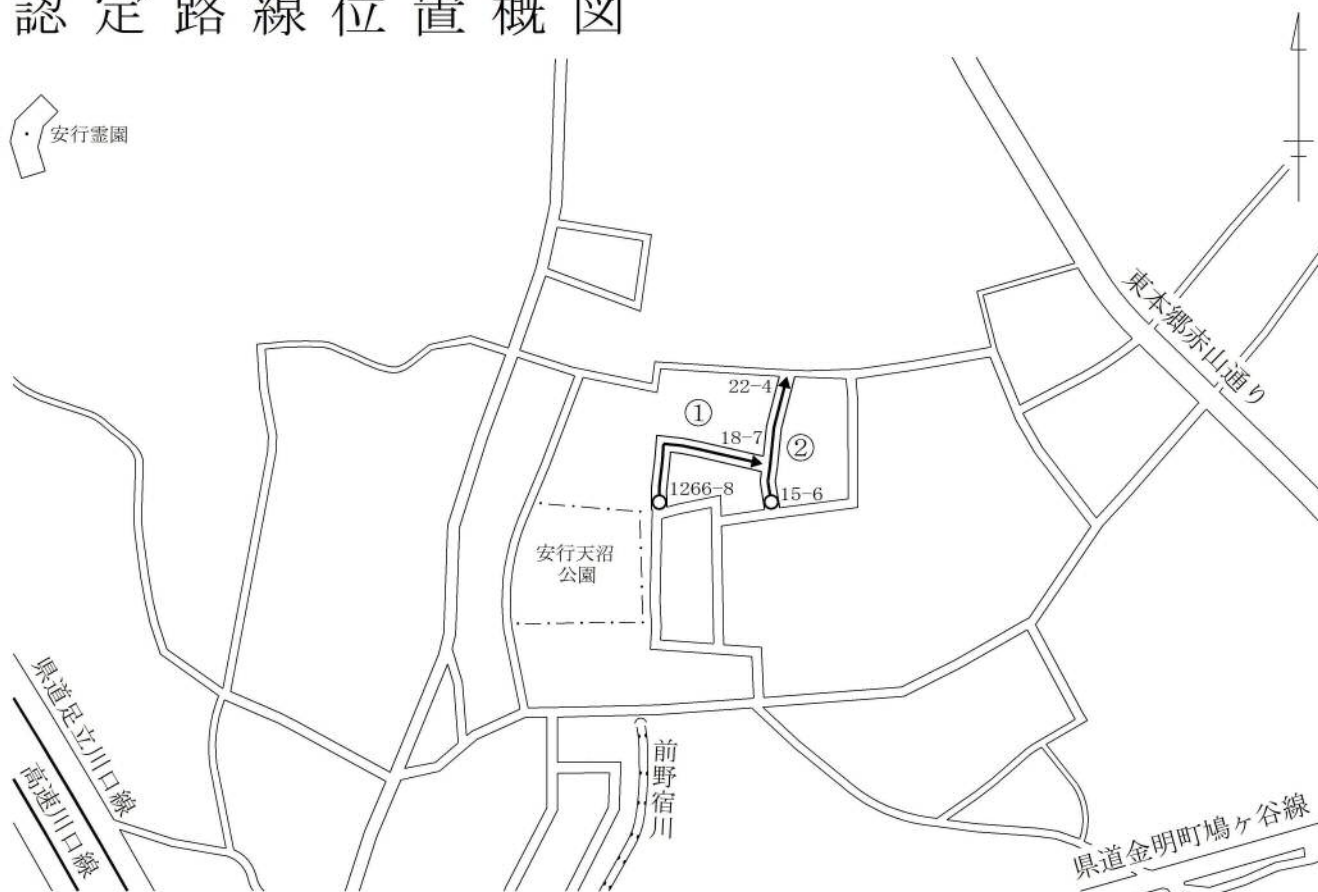 認定路線位置概図
安行霊園
東本郷赤山通り
22-4
①
18-7
②
1266-8
15-6
安行天沼
公園
県道足立川口線
高速川口線
前野宿川
県道金明町鳩ヶ谷線